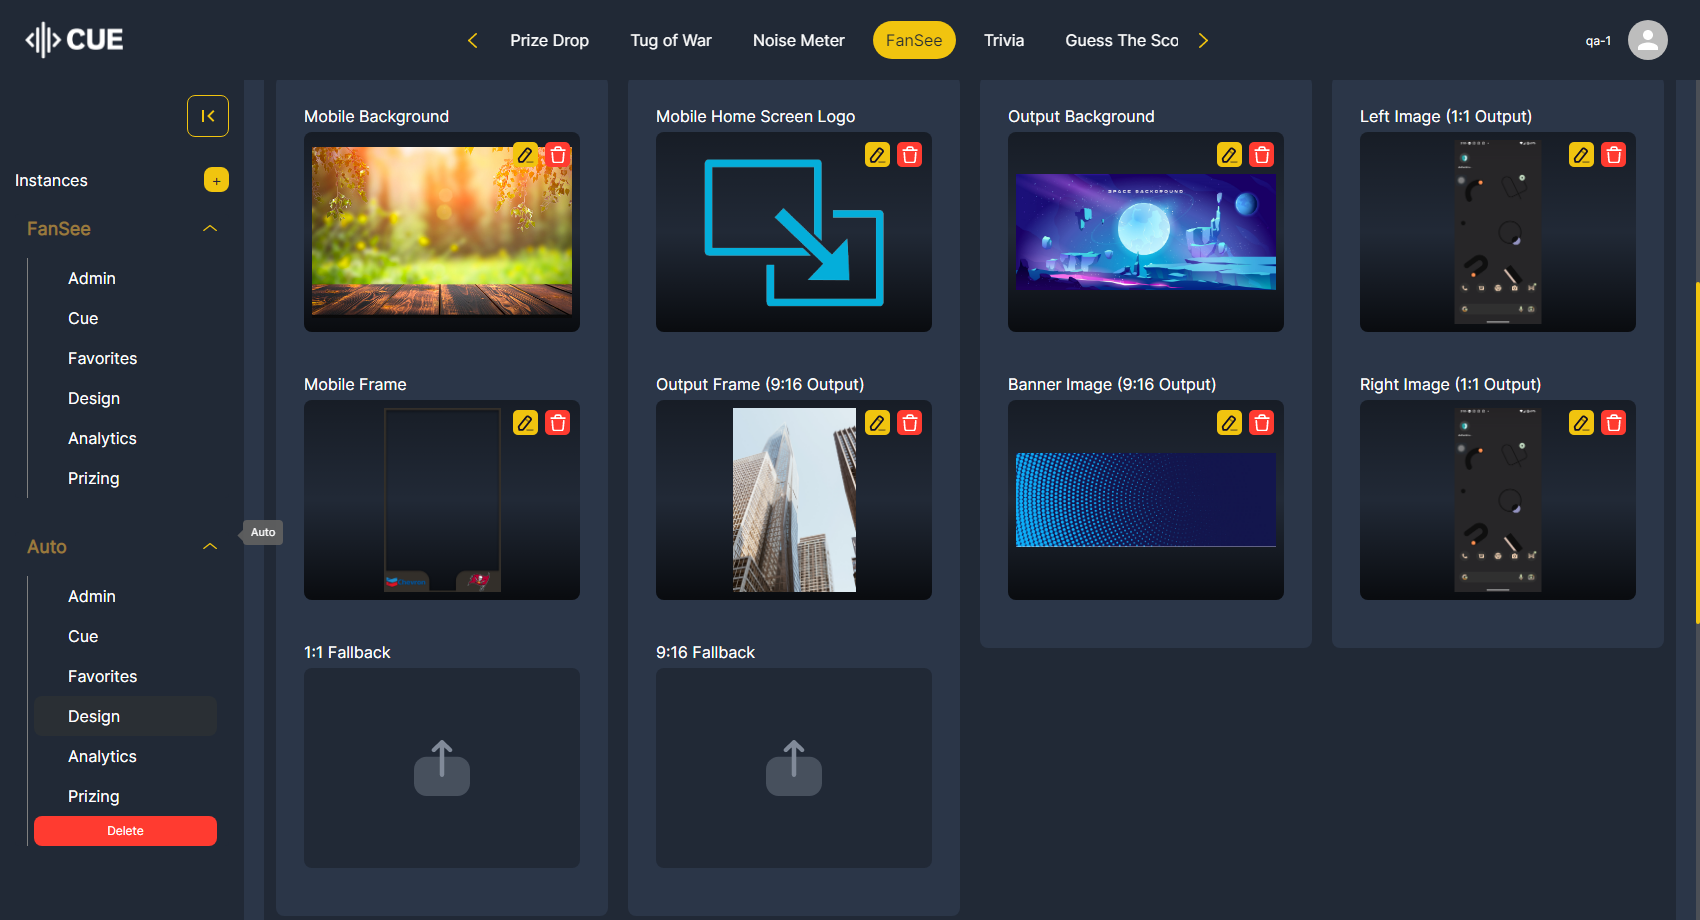 CUE
Prize Drop
Tug of War
Noise Meter
FanSee
Trivia
Guess The Sco
qa-1
Instances
+
FanSee
Admin
Cue
Favorites
Design
Analytics
Prizing
Auto
Auto
Admin
Cue
Favorites
Design
Analytics
Prizing
Delete
Mobile Background
Mobile Home Screen Logo
Output Background
SPACE BACKGROUND
Left Image (1:1 Output)
Mobile Frame
Output Frame (9:16 Output)
Banner Image (9:16 Output)
Right Image (1:1 Output)
1:1 Fallback
9:16 Fallback